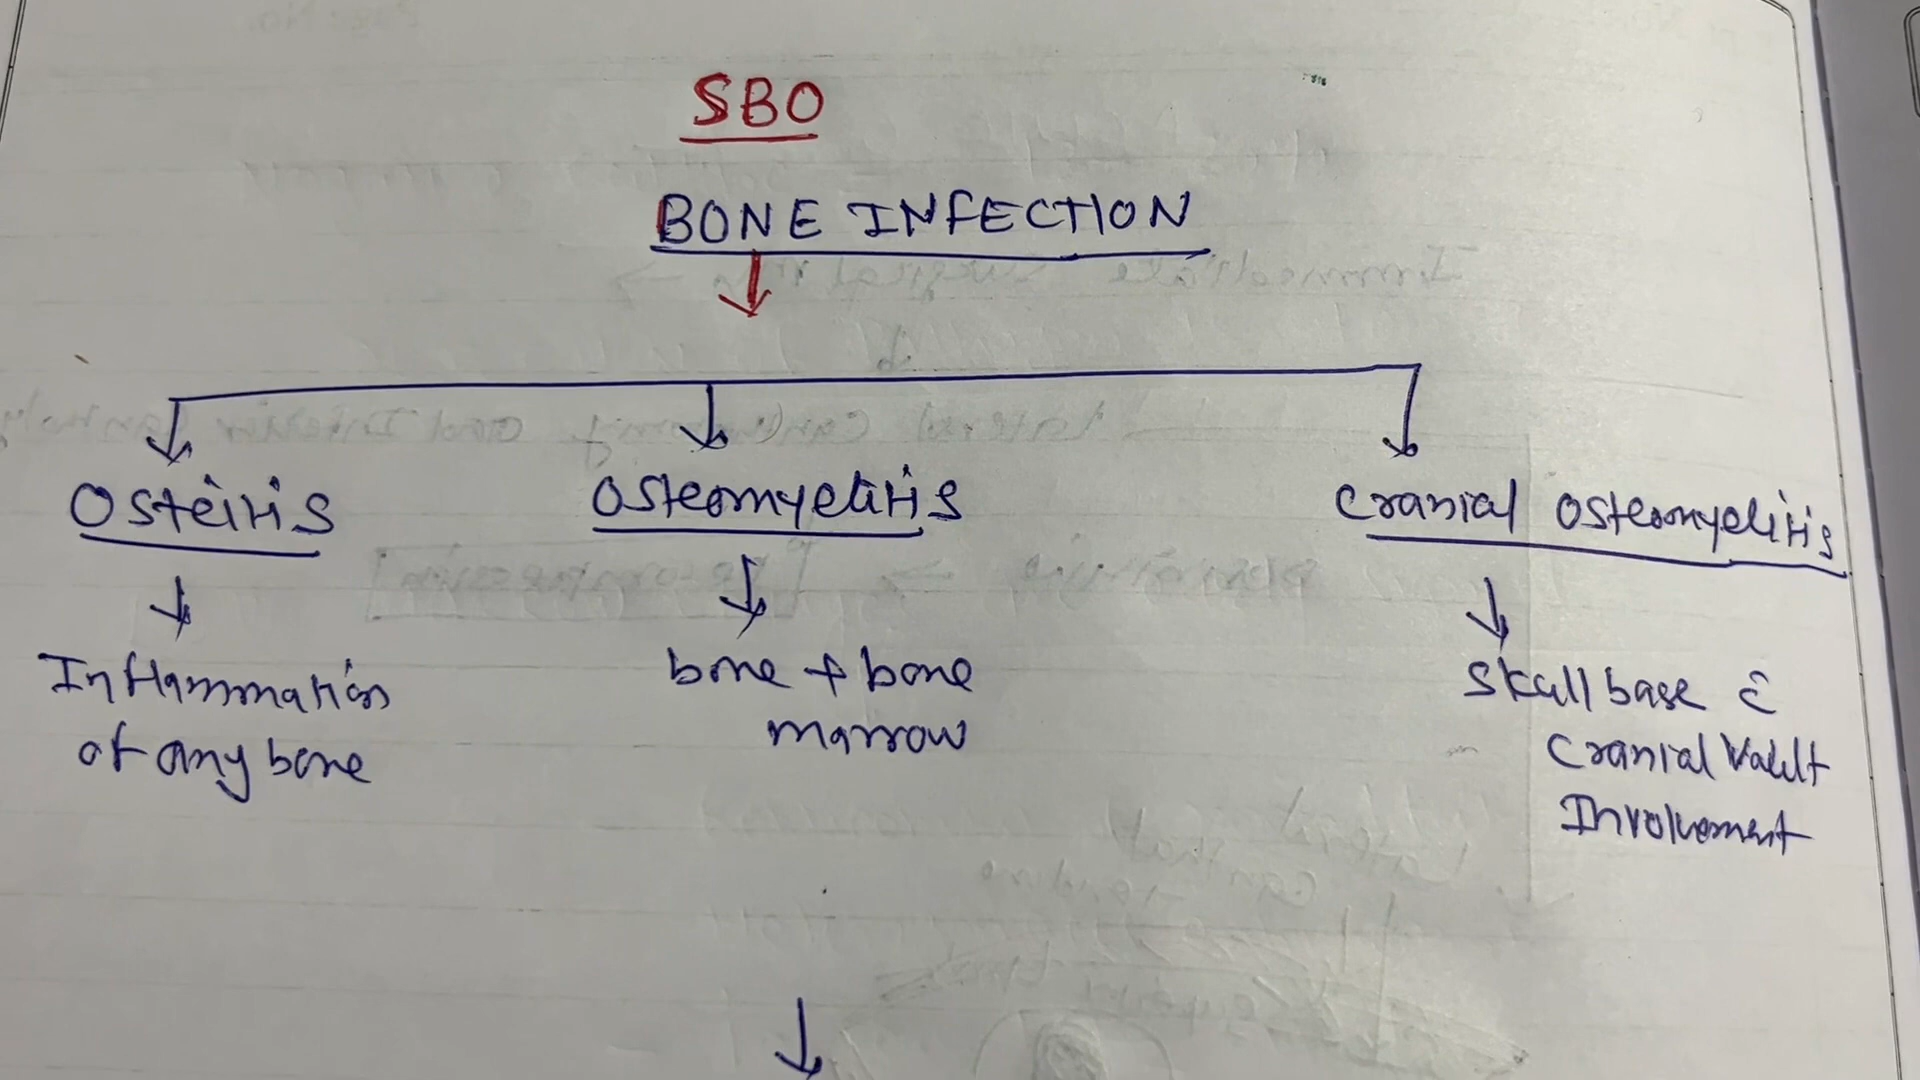 SBO
BONE INFECTION
Osteitis
Osteomyelitis
Cranial Osteomyelitis
Inflammation
of any bone
bone + bone
marrow
Skull base c̄
Cranial Vault
Involvement